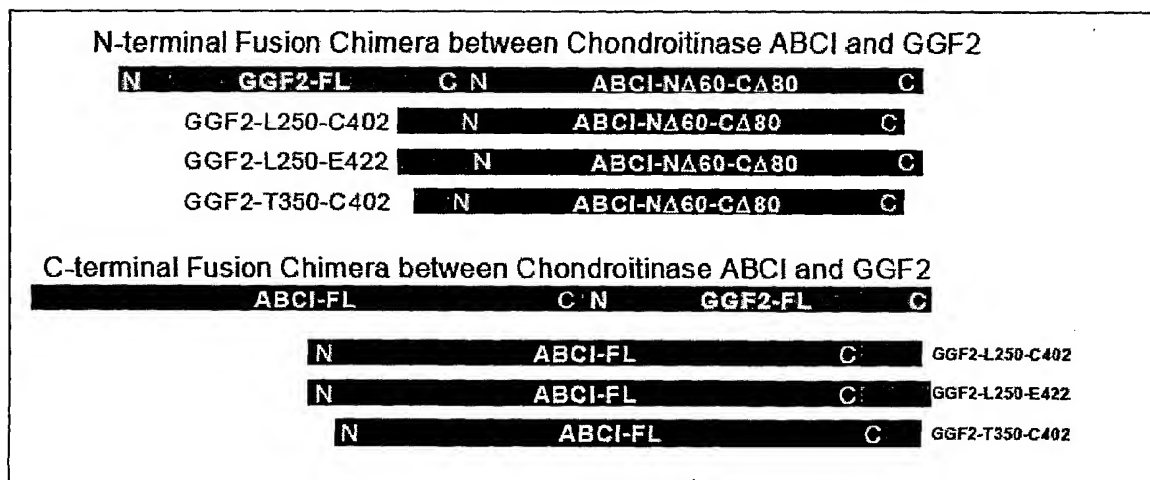 N-terminal Fusion Chimera between Chondroitinase ABCI and GGF2
N GGF2-FL C N ABCI-NΔ60-CΔ80 C
GGF2-L250-C402 N ABCI-NΔ60-CΔ80 C
GGF2-L250-E422 N ABCI-NΔ60-CΔ80 C
GGF2-T350-C402 N ABCI-NΔ60-CΔ80 C
C-terminal Fusion Chimera between Chondroitinase ABCI and GGF2
ABCI-FL C N GGF2-FL C
N ABCI-FL C GGF2-L250-C402
N ABCI-FL C GGF2-L250-E422
N ABCI-FL C GGF2-T350-C402